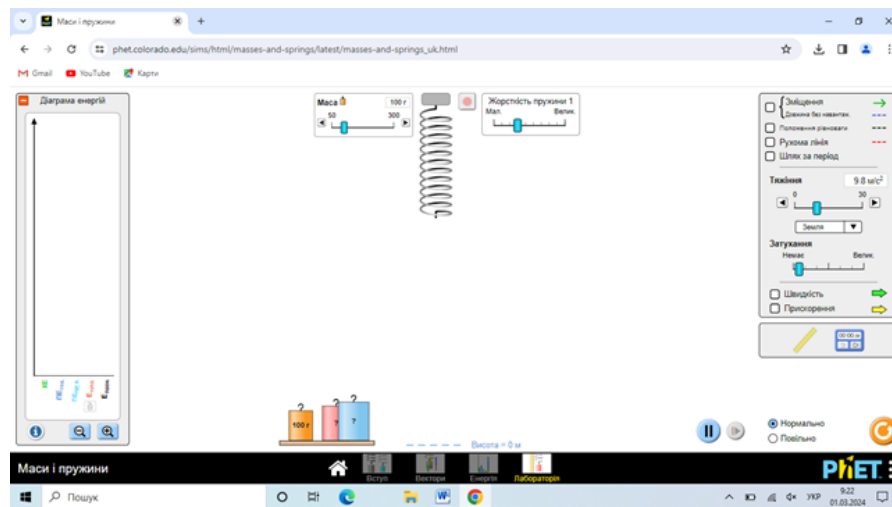 Маси і пружини
phet.colorado.edu/sims/html/masses-and-springs/latest/masses-and-springs_uk.html
Gmail
YouTube
Карти
Діаграма енергій
Маса
100 г
50
300
Жорсткість пружини 1
Мал.
Велик.
Зміщення
Довжина без навантаж.
Положення рівноваги
Рухома лінія
Шлях за період
Тяжіння
9.8 м/с²
0
30
Земля
Затухання
Немає
Велик.
Швидкість
Прискорення
00:00
?
?
?
100 г
?
?
Висота = 0 м
Нормально
Повільно
Маси і пружини
Вступ
Вектори
Енергія
Лабораторія
PhET
Пошук
УКР
9:22
01.03.2024